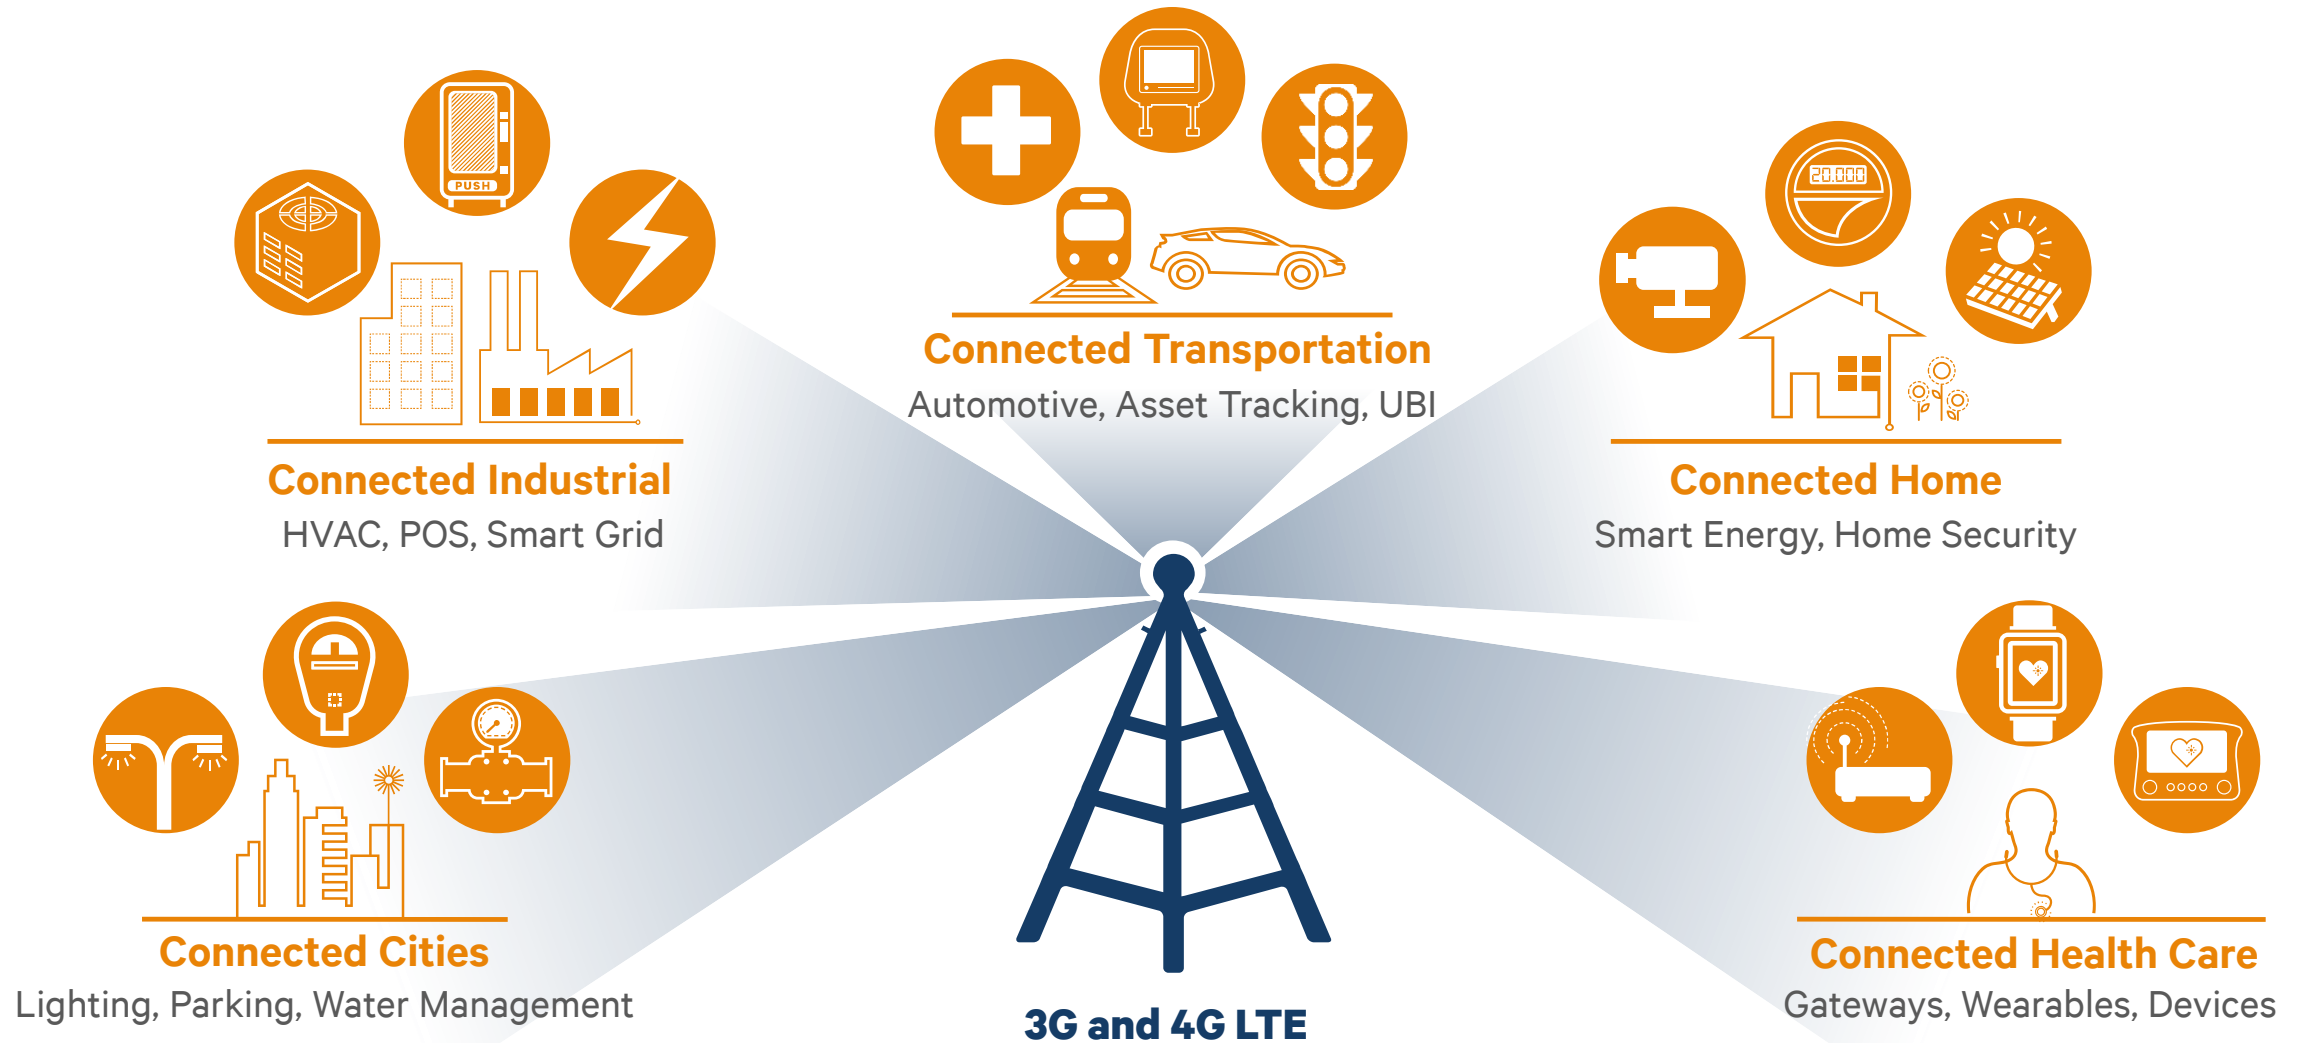 PUSH
20.000
Connected Transportation
Automotive, Asset Tracking, UBI
Connected Industrial
HVAC, POS, Smart Grid
Connected Home
Smart Energy, Home Security
Connected Cities
Lighting, Parking, Water Management
Connected Health Care
Gateways, Wearables, Devices
3G and 4G LTE